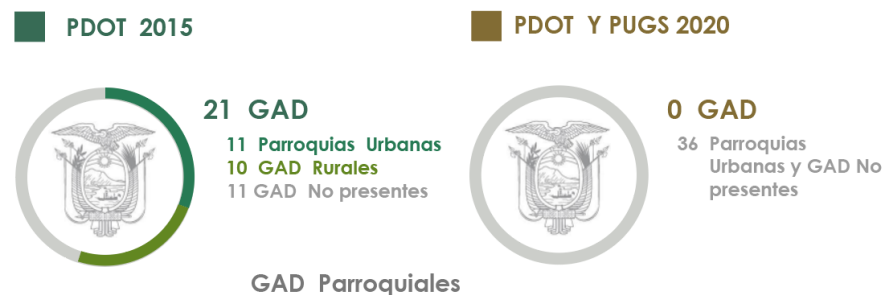 PDOT 2015
21 GAD
11 Parroquias Urbanas
10 GAD Rurales
11 GAD No presentes
PDOT Y PUGS 2020
0 GAD
36 Parroquias
Urbanas y GAD No
presentes
GAD Parroquiales